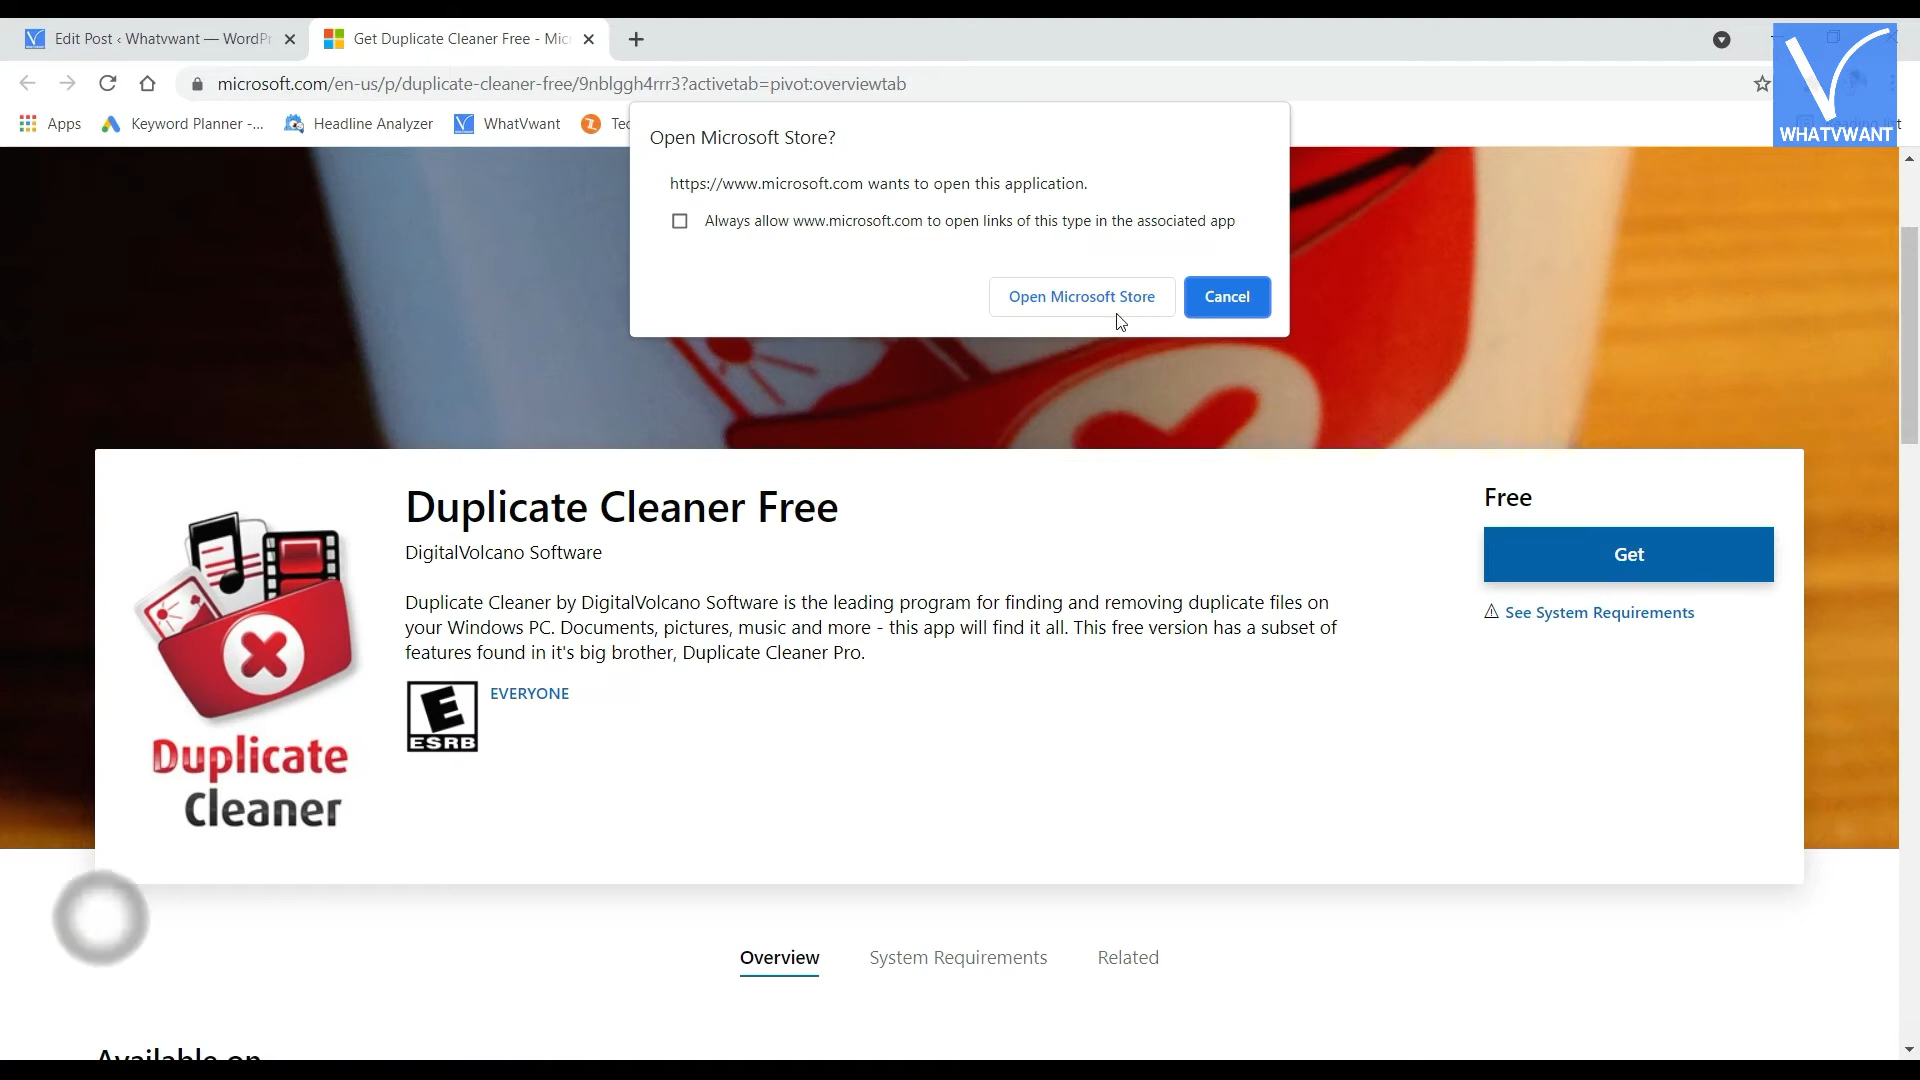 Edit Post ‹ Whatvwant — WordPr
Get Duplicate Cleaner Free - Mic
microsoft.com/en-us/p/duplicate-cleaner-free/9nblggh4rrr3?activetab=pivot:overviewtab
Apps
Keyword Planner -...
Headline Analyzer
WhatVwant
Tec
Reading list
WHATVWANT
Open Microsoft Store?
https://www.microsoft.com wants to open this application.
Always allow www.microsoft.com to open links of this type in the associated app
Open Microsoft Store
Cancel
Duplicate Cleaner Free
DigitalVolcano Software
Duplicate Cleaner by DigitalVolcano Software is the leading program for finding and removing duplicate files on
your Windows PC. Documents, pictures, music and more - this app will find it all. This free version has a subset of
features found in it's big brother, Duplicate Cleaner Pro.
E
ESRB
EVERYONE
Free
Get
See System Requirements
Duplicate
Cleaner
Overview
System Requirements
Related
Available on